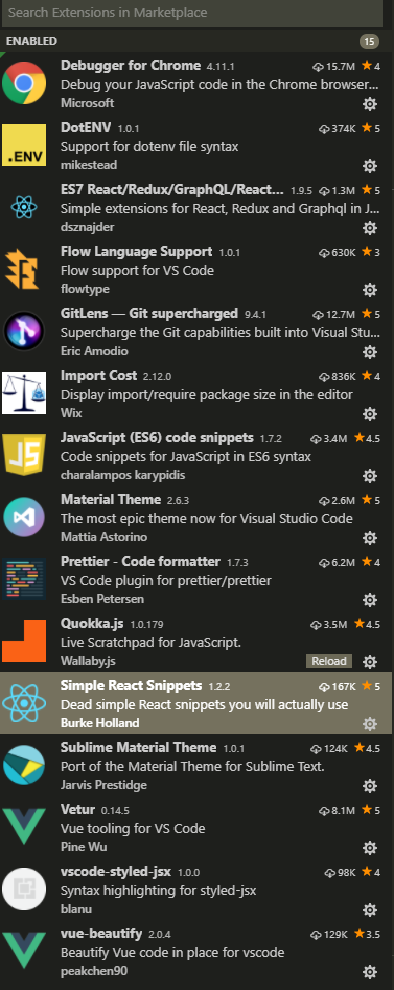 Search Extensions in Marketplace
ENABLED 15
Debugger for Chrome 4.11.1 15.7M 4
Debug your JavaScript code in the Chrome browser...
Microsoft
.ENV
DotENV 1.0.1 374K 5
Support for dotenv file syntax
mikestead
ES7 React/Redux/GraphQL/React... 1.9.5 1.3M 5
Simple extensions for React, Redux and Graphql in J...
dsznajder
Flow Language Support 1.0.1 630K 3
Flow support for VS Code
flowtype
GitLens — Git supercharged 9.4.1 12.7M 5
Supercharge the Git capabilities built into Visual Stu...
Eric Amodio
Import Cost 2.12.0 836K 4
Display import/require package size in the editor
Wix
JS
JavaScript (ES6) code snippets 1.7.2 3.4M 4.5
Code snippets for JavaScript in ES6 syntax
charalampos karypidis
Material Theme 2.6.3 2.6M 5
The most epic theme now for Visual Studio Code
Mattia Astorino
Prettier - Code formatter 1.7.3 6.2M 4
VS Code plugin for prettier/prettier
Esben Petersen
Quokka.js 1.0.179 3.5M 4.5
Live Scratchpad for JavaScript.
Wallaby.js Reload
Simple React Snippets 1.2.2 167K 5
Dead simple React snippets you will actually use
Burke Holland
Sublime Material Theme 1.0.1 124K 4.5
Port of the Material Theme for Sublime Text.
Jarvis Prestidge
Vetur 0.14.5 8.1M 5
Vue tooling for VS Code
Pine Wu
vscode-styled-jsx 1.0.0 98K 4
Syntax highlighting for styled-jsx
blanu
vue-beautify 2.0.4 129K 3.5
Beautify Vue code in place for vscode
peakchen90